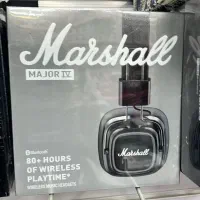 Marshall
MAJOR IV
Bluetooth
80+ HOURS
OF WIRELESS
PLAYTIME*
Marshall